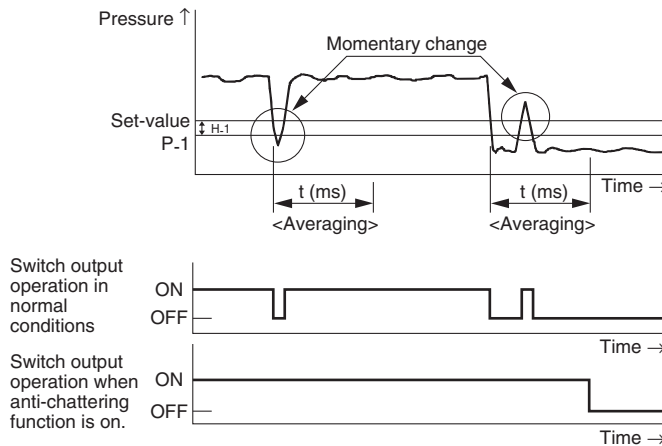 Pressure ↑
Momentary change
Set-value
H-1
P-1
Time →
t (ms)
t (ms)
<Averaging>
<Averaging>
Switch output
operation in
normal
conditions
ON
OFF
Time →
Switch output
operation when
anti-chattering
function is on.
ON
OFF
Time →